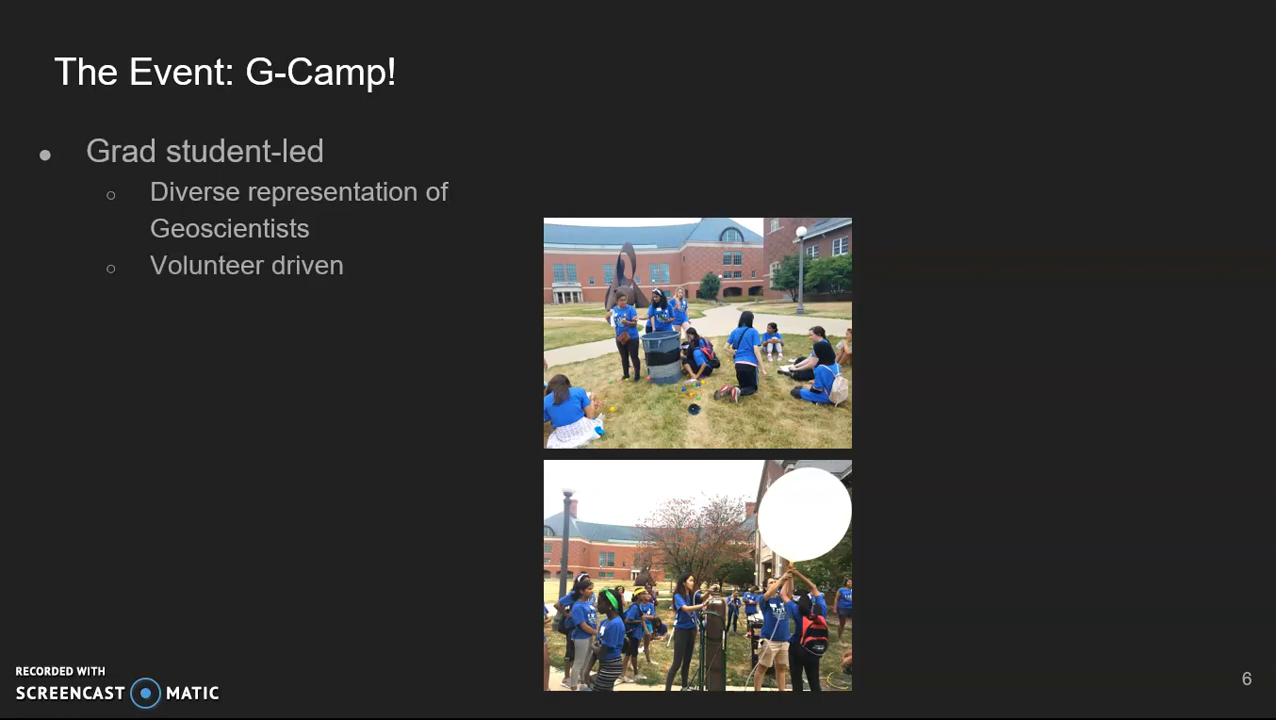 The Event: G-Camp!
● Grad student-led
○ Diverse representation of
Geoscientists
○ Volunteer driven
RECORDED WITH
SCREENCAST MATIC
6